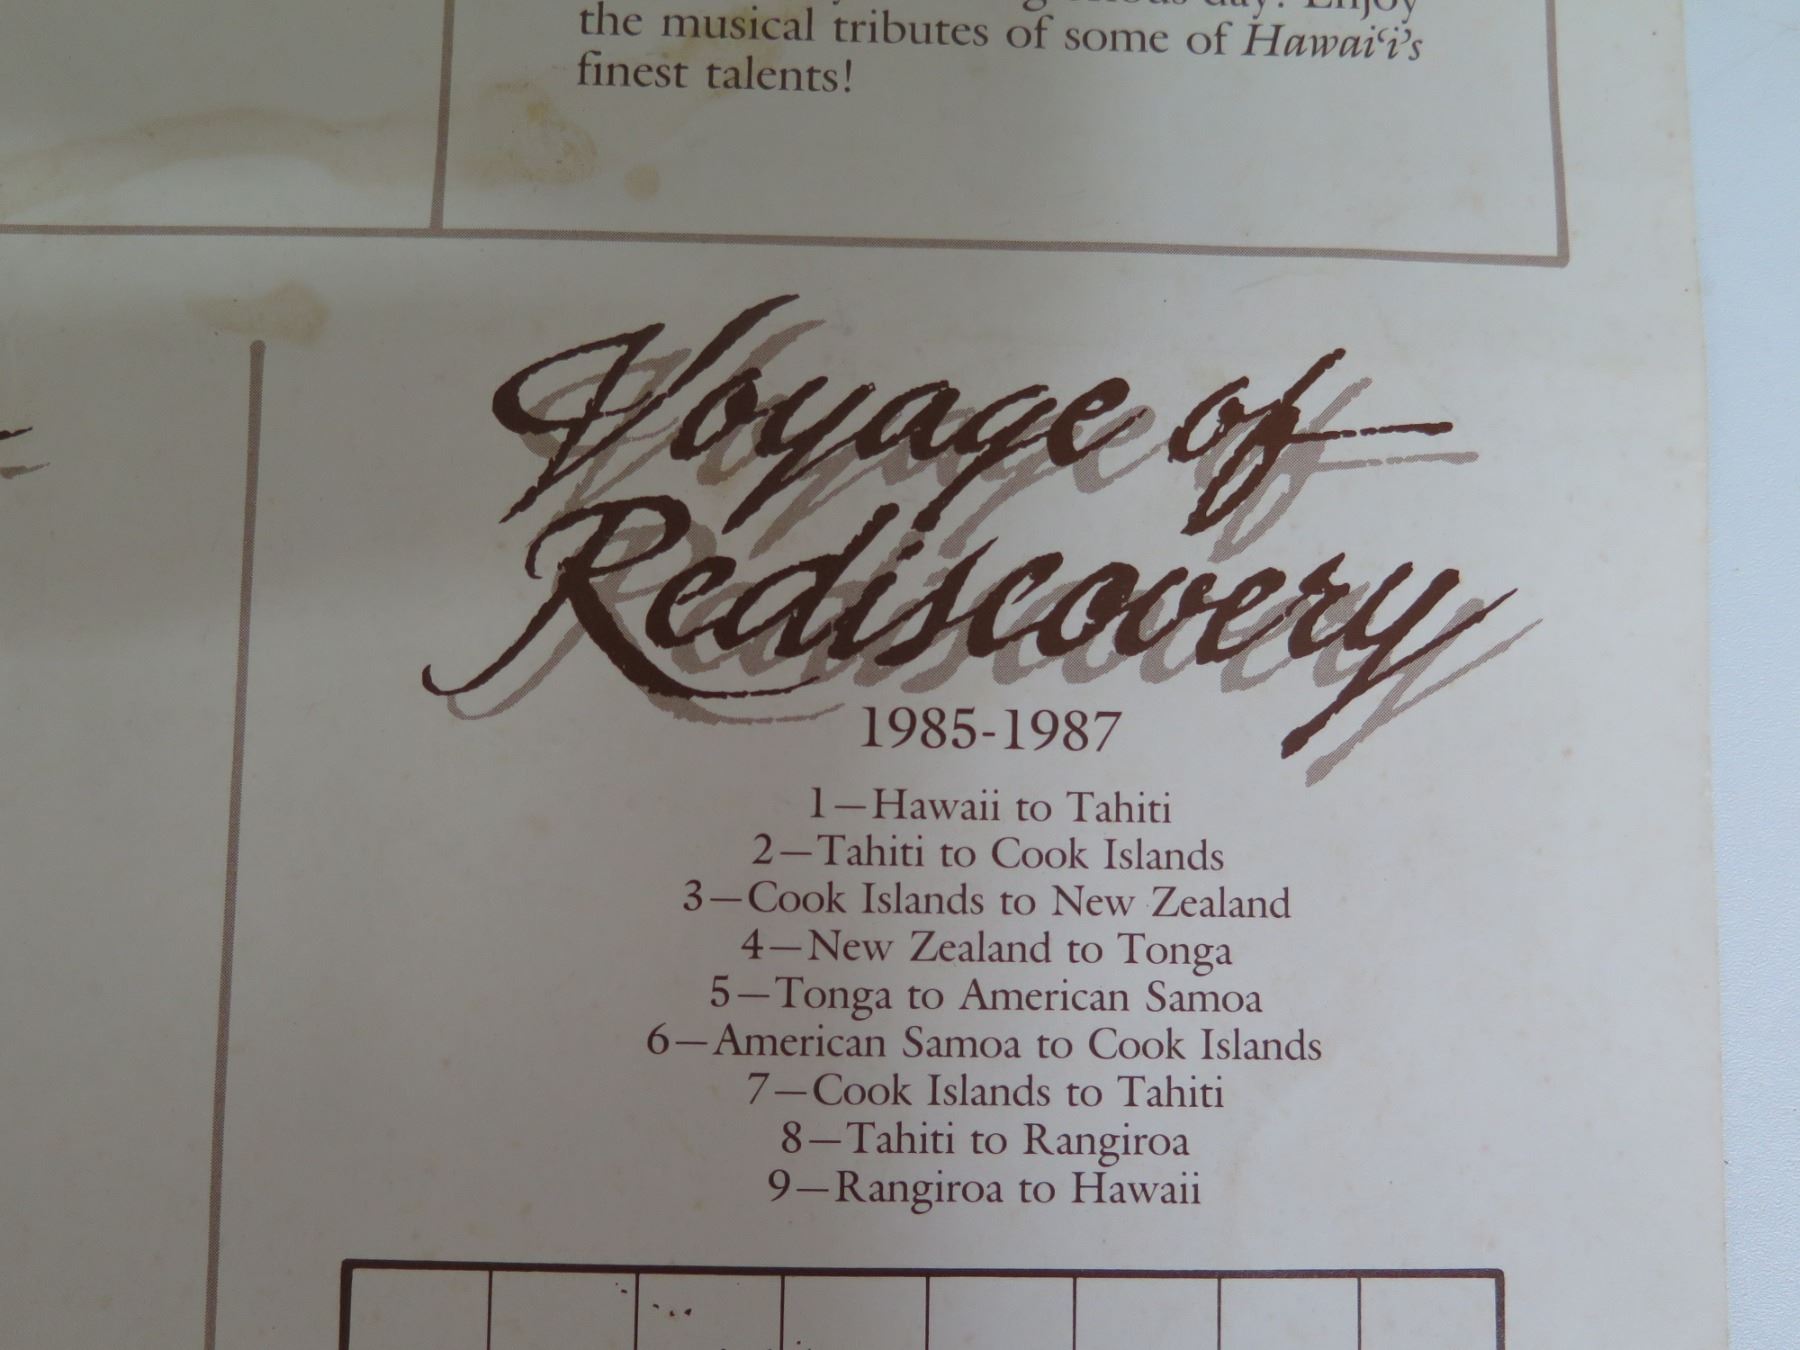 day! Enjoy
the musical tributes of some of Hawai‘i’s
finest talents!
Voyage of
Rediscovery
1985-1987
1—Hawaii to Tahiti
2—Tahiti to Cook Islands
3—Cook Islands to New Zealand
4—New Zealand to Tonga
5—Tonga to American Samoa
6—American Samoa to Cook Islands
7—Cook Islands to Tahiti
8—Tahiti to Rangiroa
9—Rangiroa to Hawaii